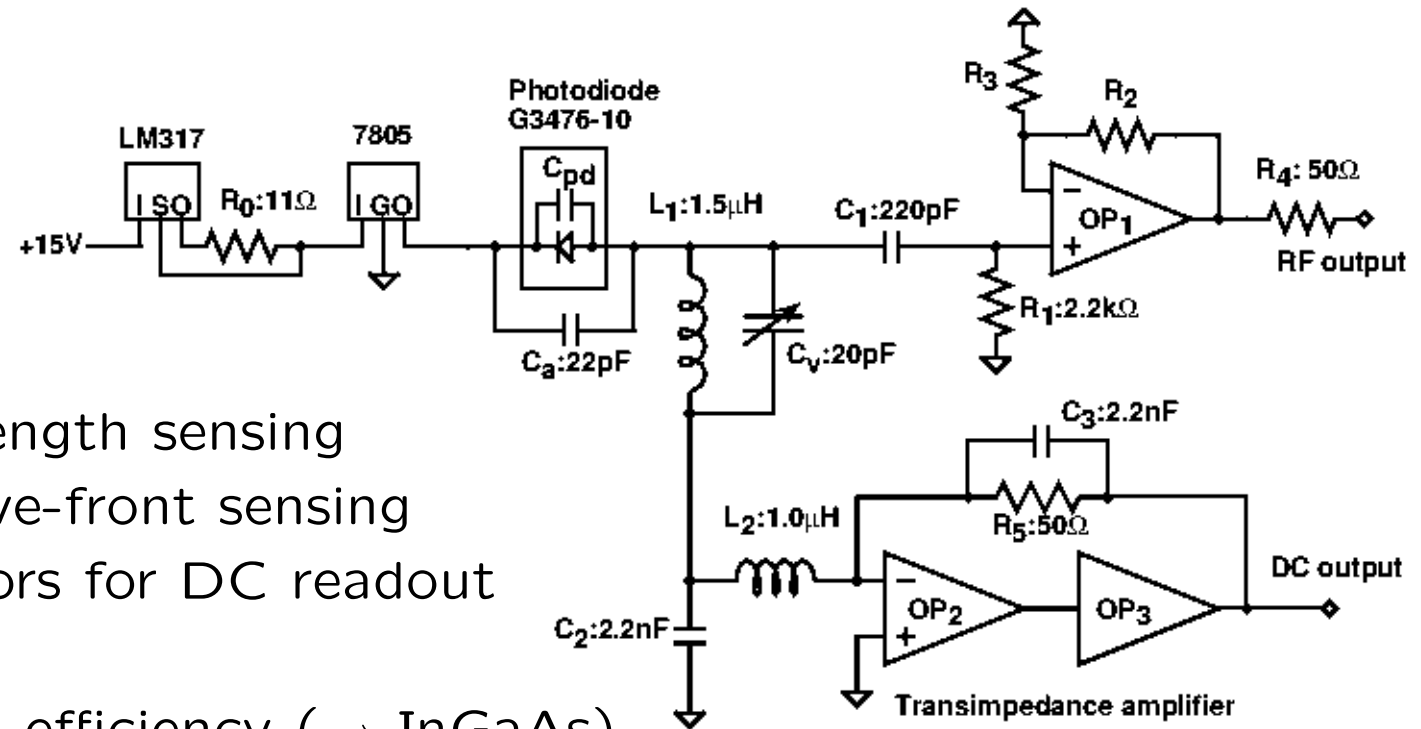 R3
R2
Photodiode
G3476-10
LM317
7805
Cpd
R4: 50Ω
I SO
R0:11Ω
I GO
L1:1.5μH
C1:220pF
−
OP1
+
+15V
RF output
R1:2.2kΩ
Ca:22pF
Cv:20pF
ength sensing
C3:2.2nF
ve-front sensing
L2:1.0μH
R5:50Ω
ors for DC readout
DC output
−
OP2
+
OP3
C2:2.2nF
Transimpedance amplifier
efficiency (→ InGaAs)